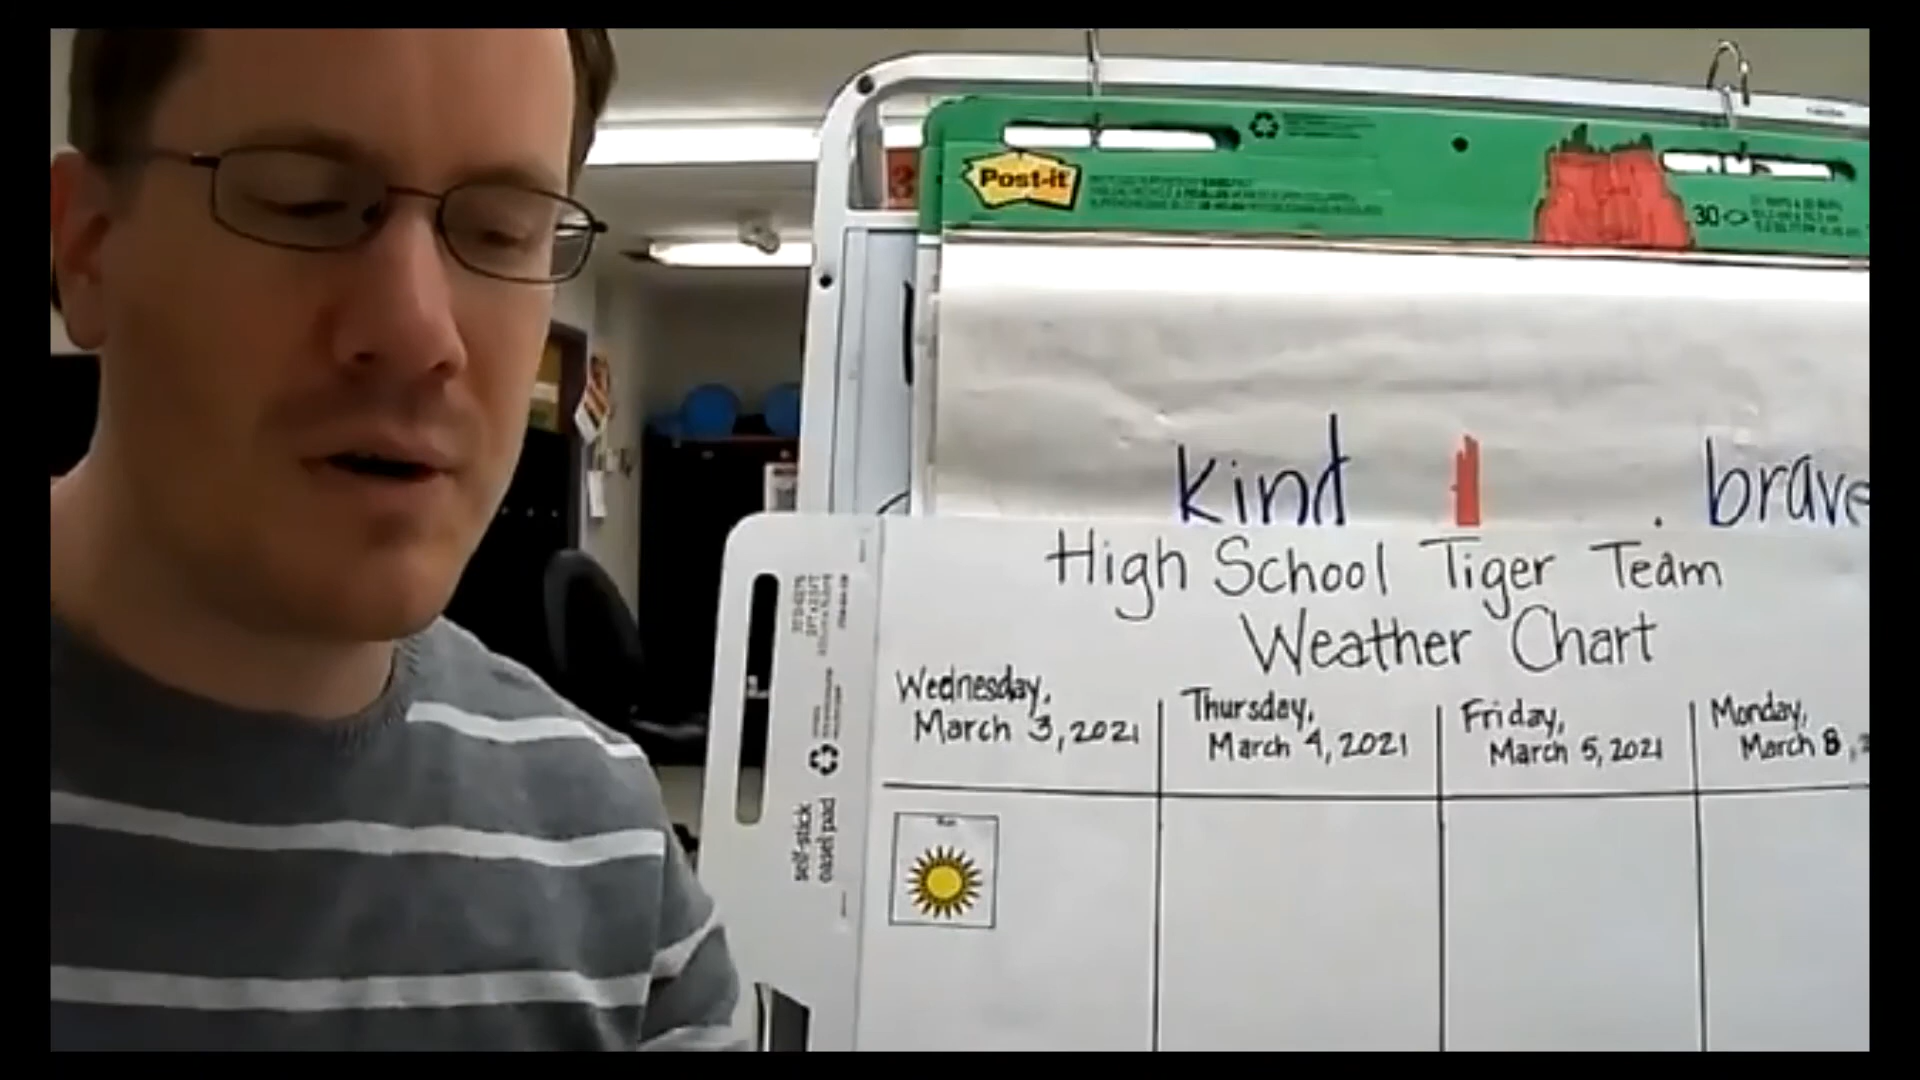 Post-it
30
kind
brave
High School Tiger Team
Weather Chart
Wednesday,
March 3, 2021
Thursday,
March 4, 2021
Friday,
March 5, 2021
Monday,
March 8,
self-stick
easel pad